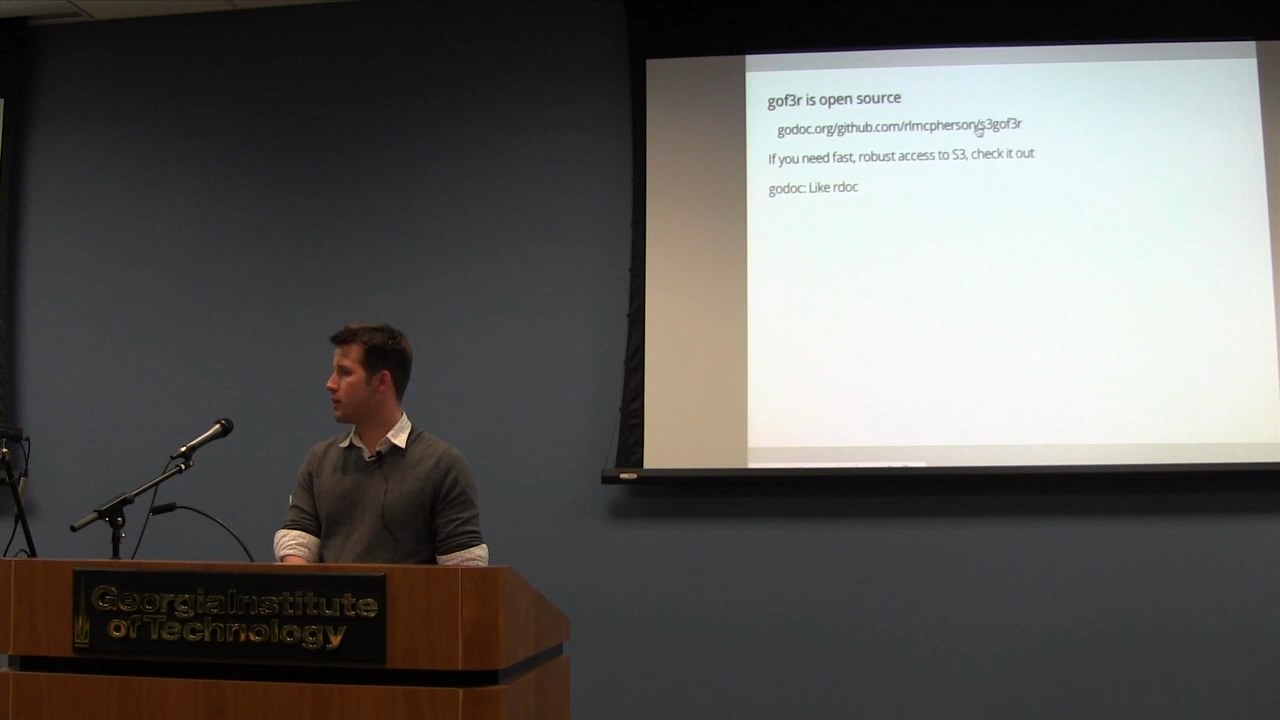 gof3r is open source
godoc.org/github.com/rlmcpherson/s3gof3r
If you need fast, robust access to S3, check it out
godoc: Like rdoc
Georgia Institute
of Technology